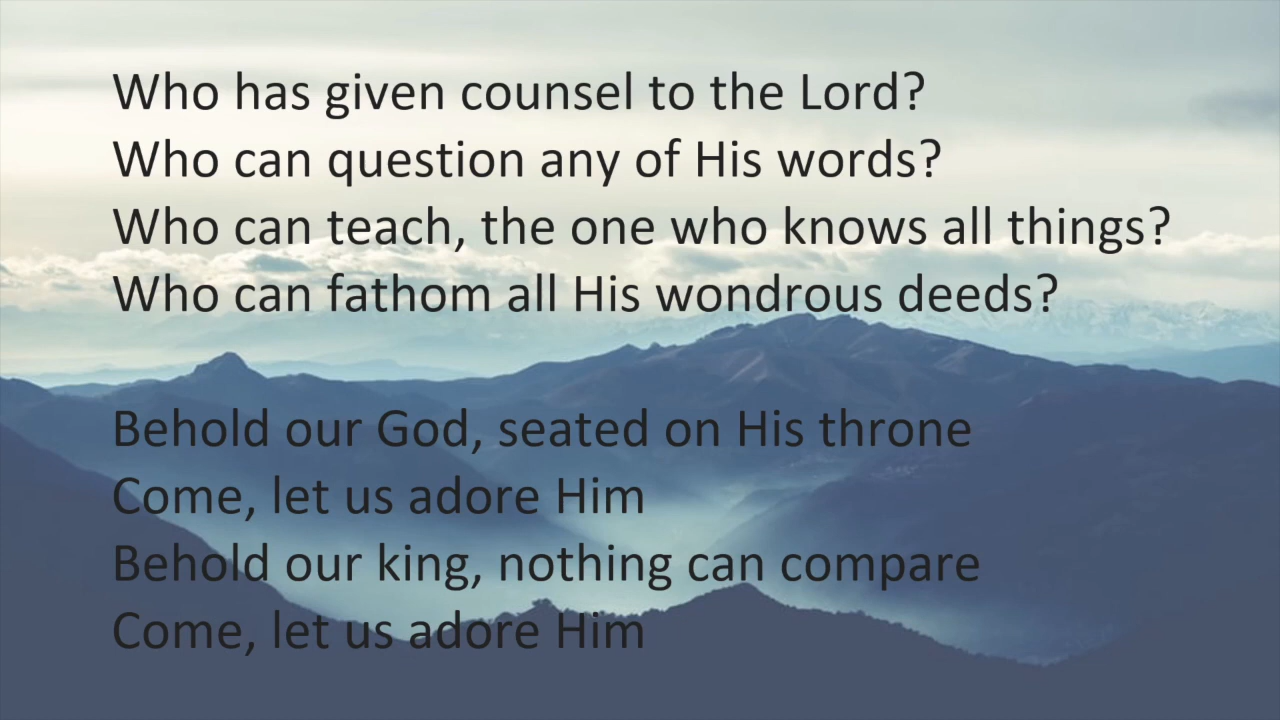 Who has given counsel to the Lord?
Who can question any of His words?
Who can teach, the one who knows all things?
Who can fathom all His wondrous deeds?
Behold our God, seated on His throne
Come, let us adore Him
Behold our king, nothing can compare
Come, let us adore Him